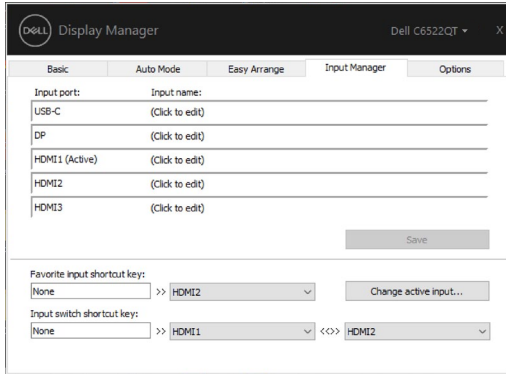 DELL Display Manager Dell C6522QT X
Basic Auto Mode Easy Arrange Input Manager Options
Input port: Input name:
USB-C (Click to edit)
DP (Click to edit)
HDMI1 (Active) (Click to edit)
HDMI2 (Click to edit)
HDMI3 (Click to edit)
Save
Favorite input shortcut key:
None >> HDMI2 Change active input...
Input switch shortcut key:
None >> HDMI1 <<>> HDMI2